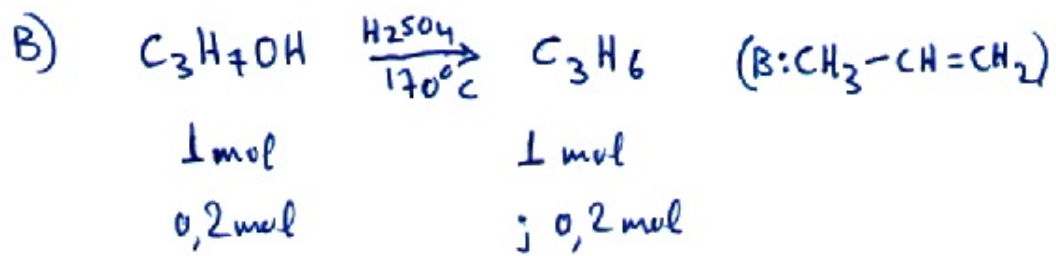 B) C₃H₇OH H₂SO₄ → 170°C C₃H₆ (B: CH₃–CH=CH₂)
1 mol 1 mol
0,2 mol ; 0,2 mol